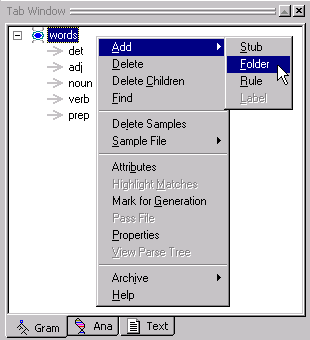 Tab Window
words
det
adj
noun
verb
prep
Add
Delete
Delete Children
Find
Delete Samples
Sample File
Attributes
Highlight Matches
Mark for Generation
Pass File
Properties
View Parse Tree
Archive
Help
Stub
Folder
Rule
Label
Gram Ana Text